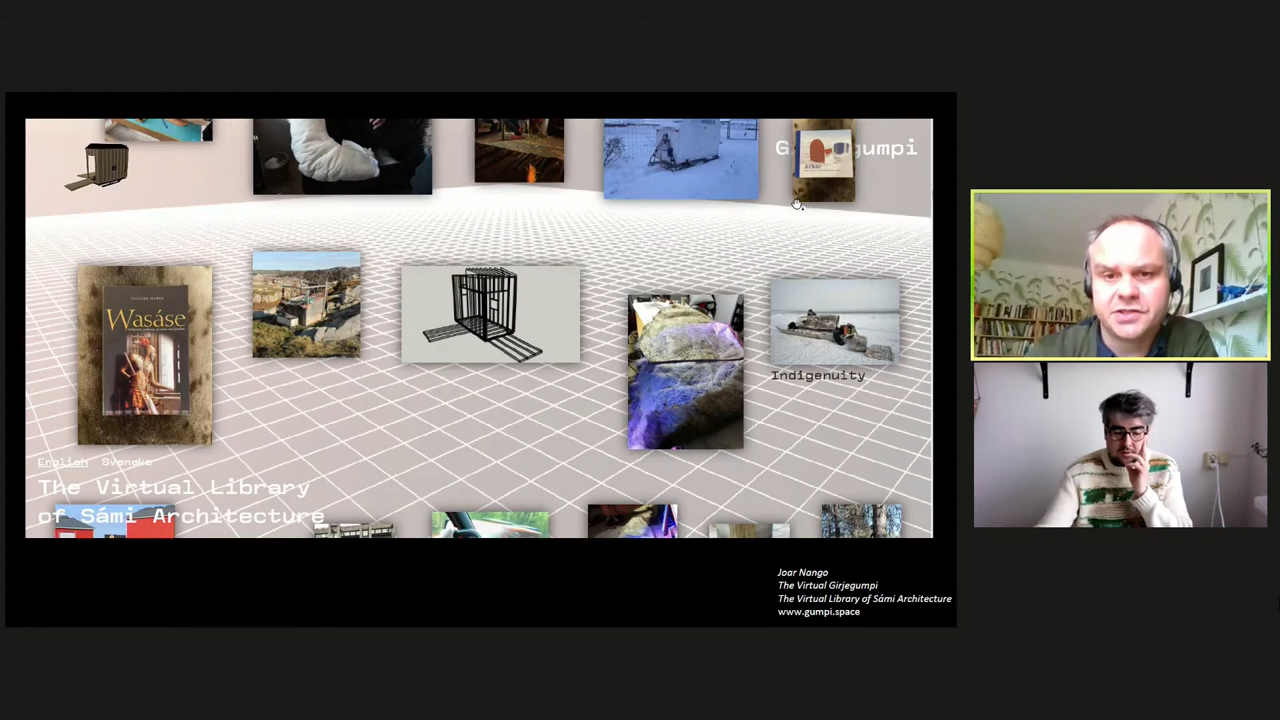 Girjegumpi
Árkar
Wasáse
Indigenuity
English Svenska
The Virtual Library
of Sámi Architecture
Joar Nango
The Virtual Girjegumpi
The Virtual Library of Sámi Architecture
www.gumpi.space